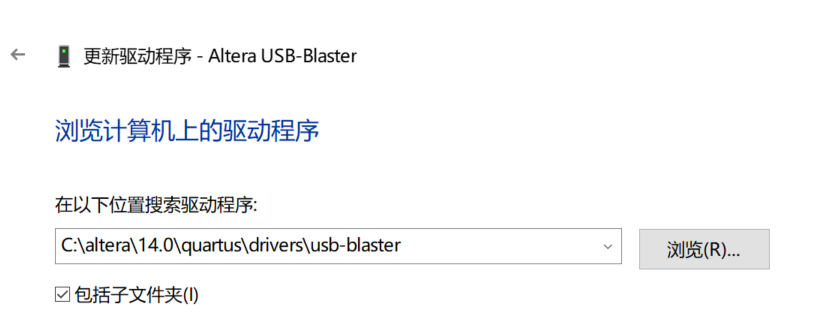 更新驱动程序 - Altera USB-Blaster
浏览计算机上的驱动程序
在以下位置搜索驱动程序:
C:\altera\14.0\quartus\drivers\usb-blaster
浏览(R)...
包括子文件夹(I)